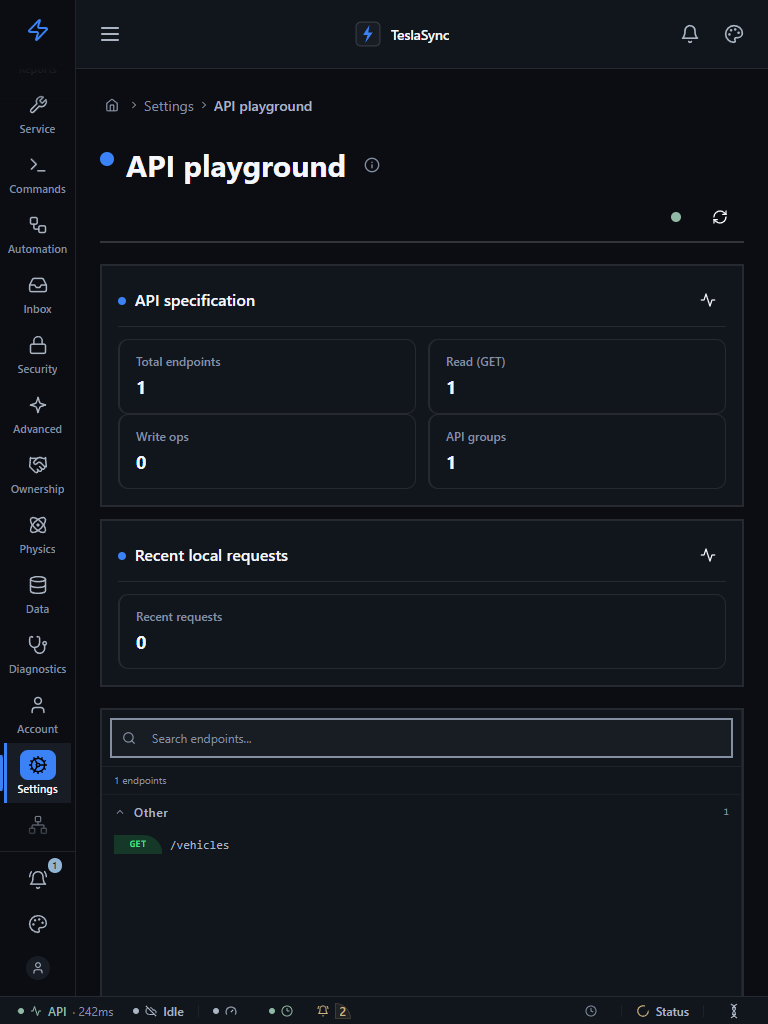 TeslaSync
Reports
Service
Commands
Automation
Inbox
Security
Advanced
Ownership
Physics
Data
Diagnostics
Account
Settings
1
Settings
API playground
API playground
API specification
Total endpoints
1
Read (GET)
1
Write ops
0
API groups
1
Recent local requests
Recent requests
0
Search endpoints...
1 endpoints
Other 1
GET /vehicles
API · 242ms Idle 2 Status